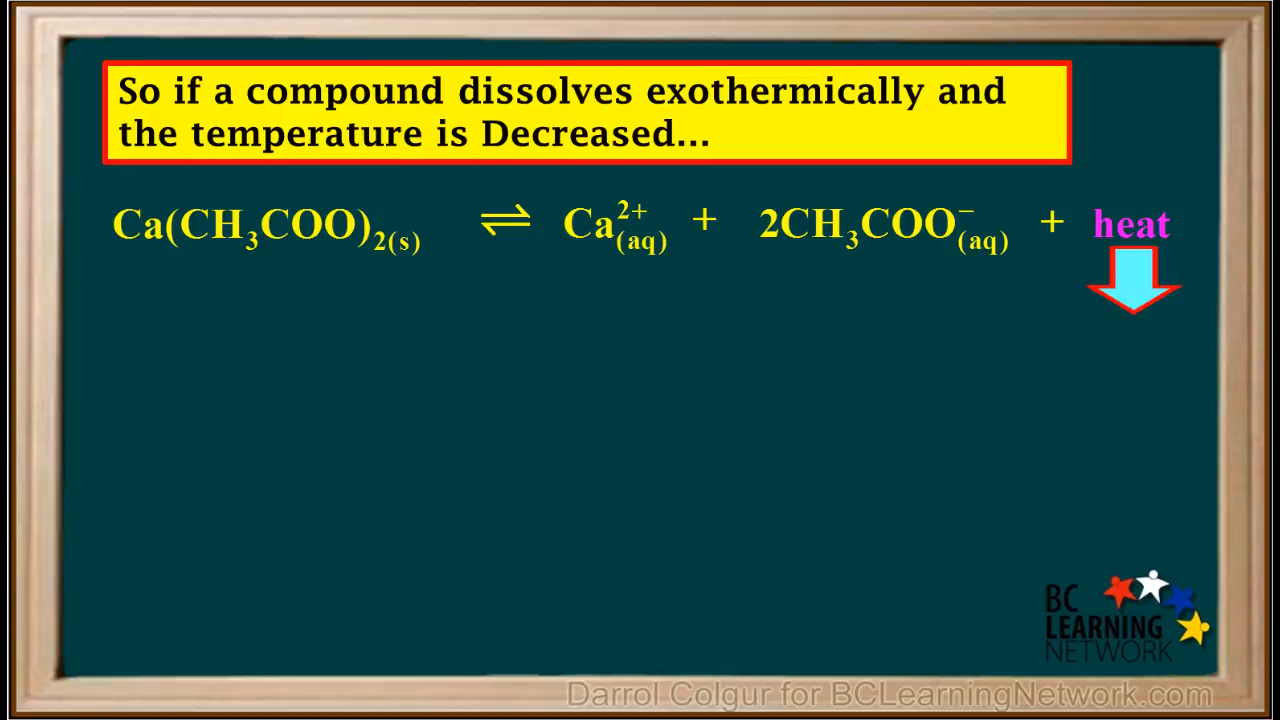 So if a compound dissolves exothermically and
the temperature is Decreased...
Ca(CH₃COO)₂₍ₛ₎ ⇌ Ca²⁺(aq) + 2CH₃COO⁻(aq) + heat
BC
LEARNING
NETWORK
Darrol Colgur for BCLearningNetwork.com